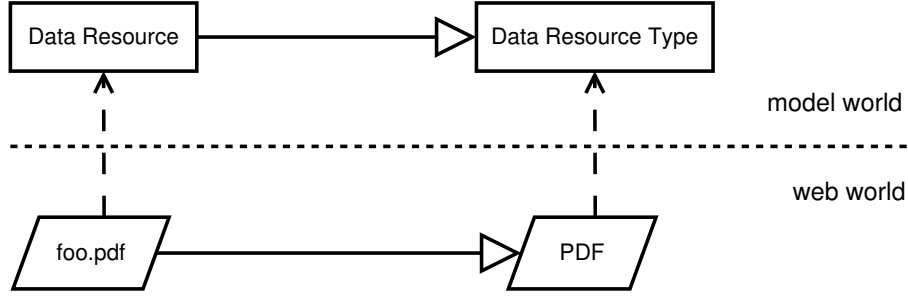 Data Resource
Data Resource Type
model world
web world
foo.pdf
PDF